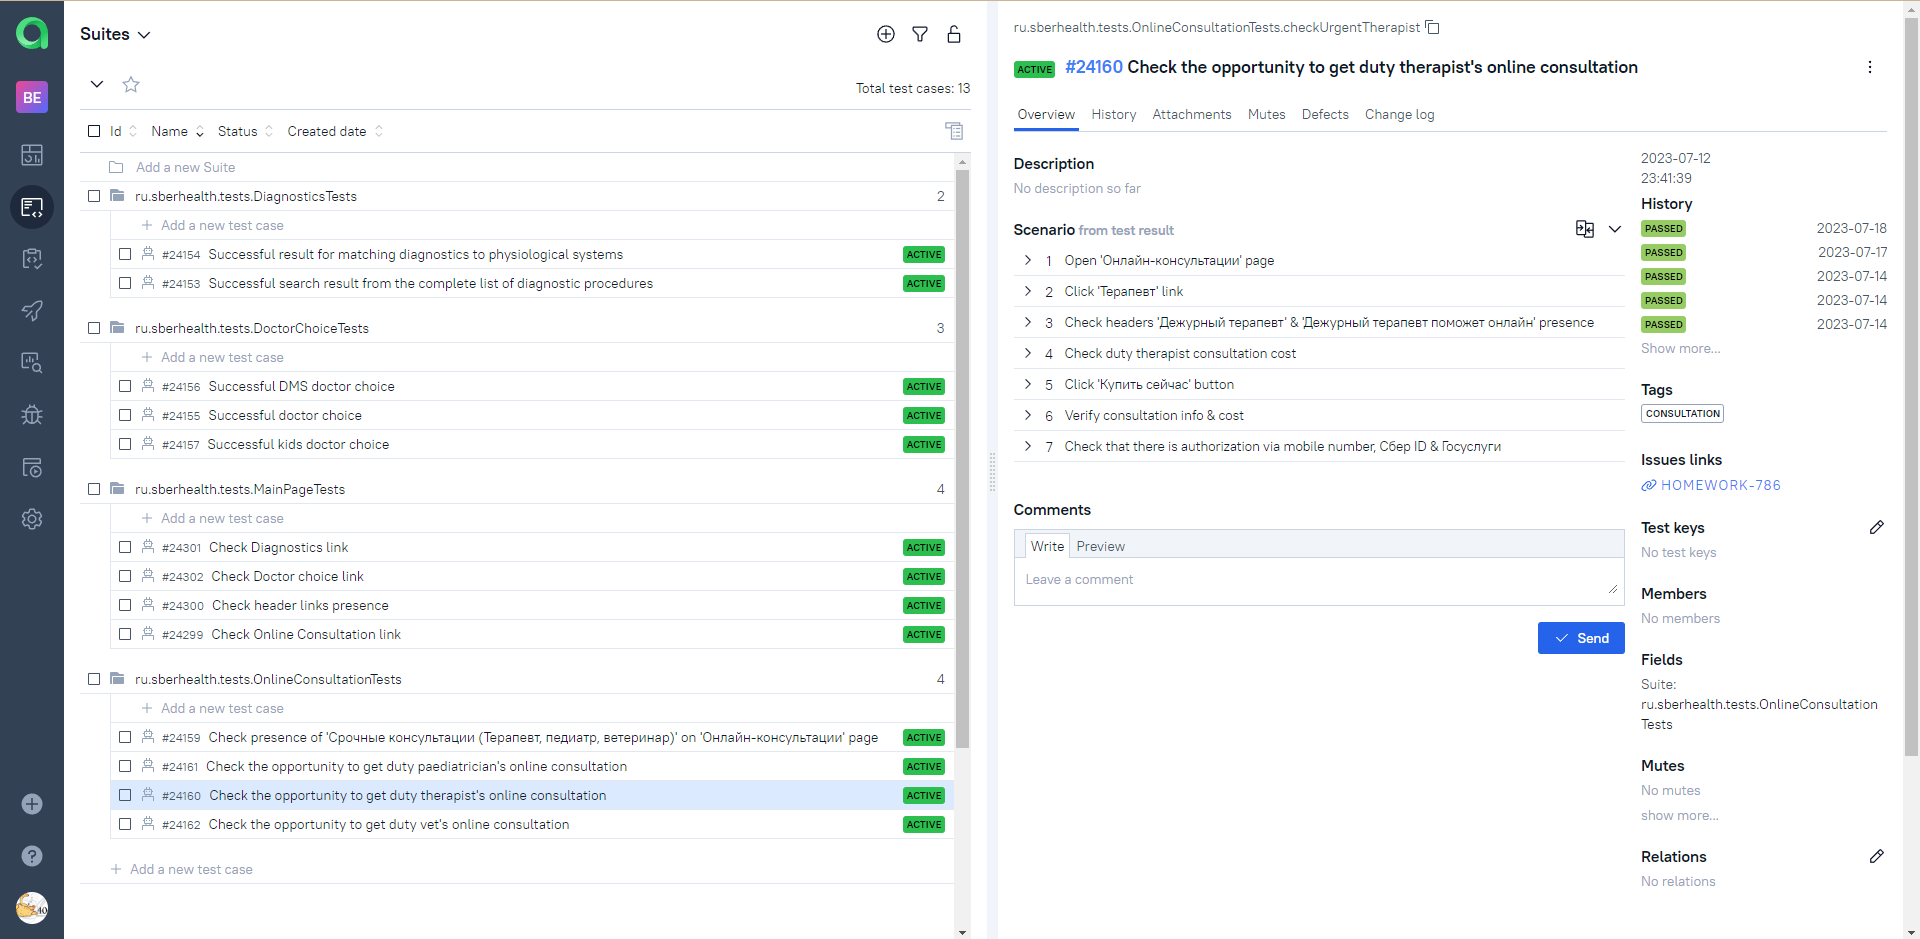 BE
Suites
Total test cases: 13
Id Name Status Created date
Add a new Suite
ru.sberhealth.tests.DiagnosticsTests 2
Add a new test case
#24154 Successful result for matching diagnostics to physiological systems ACTIVE
#24153 Successful search result from the complete list of diagnostic procedures ACTIVE
ru.sberhealth.tests.DoctorChoiceTests 3
Add a new test case
#24156 Successful DMS doctor choice ACTIVE
#24155 Successful doctor choice ACTIVE
#24157 Successful kids doctor choice ACTIVE
ru.sberhealth.tests.MainPageTests 4
Add a new test case
#24301 Check Diagnostics link ACTIVE
#24302 Check Doctor choice link ACTIVE
#24300 Check header links presence ACTIVE
#24299 Check Online Consultation link ACTIVE
ru.sberhealth.tests.OnlineConsultationTests 4
Add a new test case
#24159 Check presence of 'Срочные консультации (Терапевт, педиатр, ветеринар)' on 'Онлайн-консультации' page ACTIVE
#24161 Check the opportunity to get duty paediatrician's online consultation ACTIVE
#24160 Check the opportunity to get duty therapist's online consultation ACTIVE
#24162 Check the opportunity to get duty vet's online consultation ACTIVE
Add a new test case
ru.sberhealth.tests.OnlineConsultationTests.checkUrgentTherapist
ACTIVE #24160 Check the opportunity to get duty therapist's online consultation
Overview History Attachments Mutes Defects Change log
Description
No description so far
Scenario from test result
1 Open 'Онлайн-консультации' page
2 Click 'Терапевт' link
3 Check headers 'Дежурный терапевт' & 'Дежурный терапевт поможет онлайн' presence
4 Check duty therapist consultation cost
5 Click 'Купить сейчас' button
6 Verify consultation info & cost
7 Check that there is authorization via mobile number, Сбер ID & Госуслуги
Comments
Write Preview
Leave a comment
Send
2023-07-12
23:41:39
History
PASSED 2023-07-18
PASSED 2023-07-17
PASSED 2023-07-14
PASSED 2023-07-14
PASSED 2023-07-14
Show more...
Tags
CONSULTATION
Issues links
HOMEWORK-786
Test keys
No test keys
Members
No members
Fields
Suite:
ru.sberhealth.tests.OnlineConsultation
Tests
Mutes
No mutes
show more...
Relations
No relations